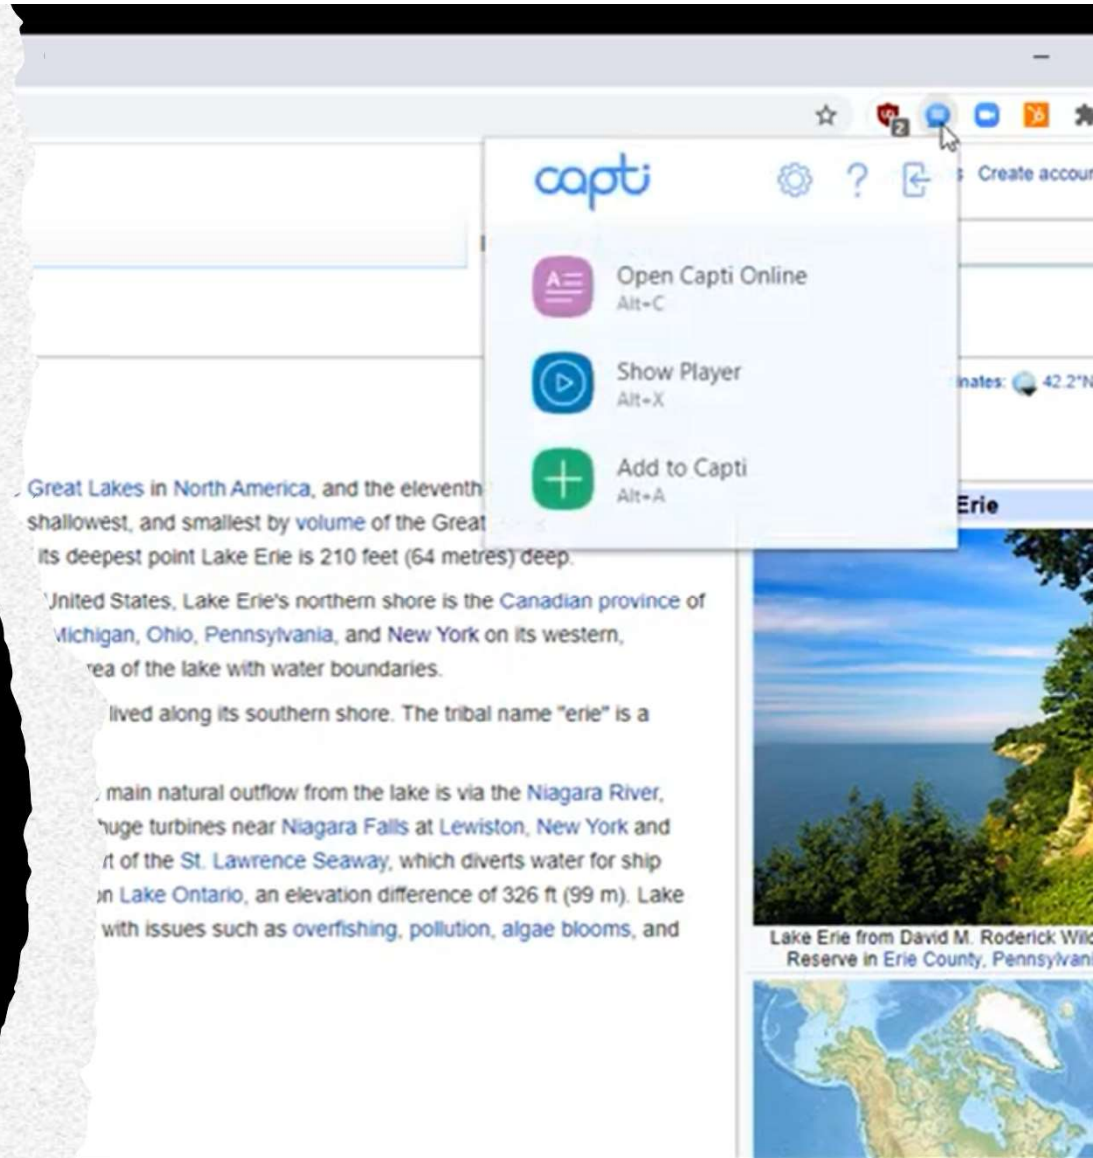 2
capti
Create accour
Open Capti Online
Alt+C
Show Player
Alt+X
Add to Capti
Alt+A
inates: 42.2°N
Great Lakes in North America, and the eleventh
shallowest, and smallest by volume of the Great
its deepest point Lake Erie is 210 feet (64 metres) deep.
United States, Lake Erie's northern shore is the Canadian province of
Michigan, Ohio, Pennsylvania, and New York on its western,
rea of the lake with water boundaries.
lived along its southern shore. The tribal name "erie" is a
main natural outflow from the lake is via the Niagara River,
huge turbines near Niagara Falls at Lewiston, New York and
rt of the St. Lawrence Seaway, which diverts water for ship
on Lake Ontario, an elevation difference of 326 ft (99 m). Lake
with issues such as overfishing, pollution, algae blooms, and
Erie
Lake Erie from David M. Roderick Wild
Reserve in Erie County, Pennsylvani